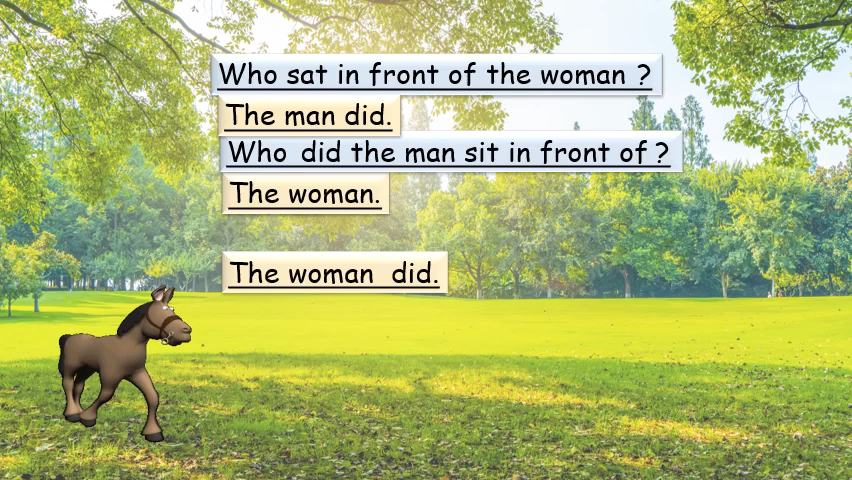 Who sat in front of the woman ?
The man did.
Who did the man sit in front of ?
The woman.
The woman did.